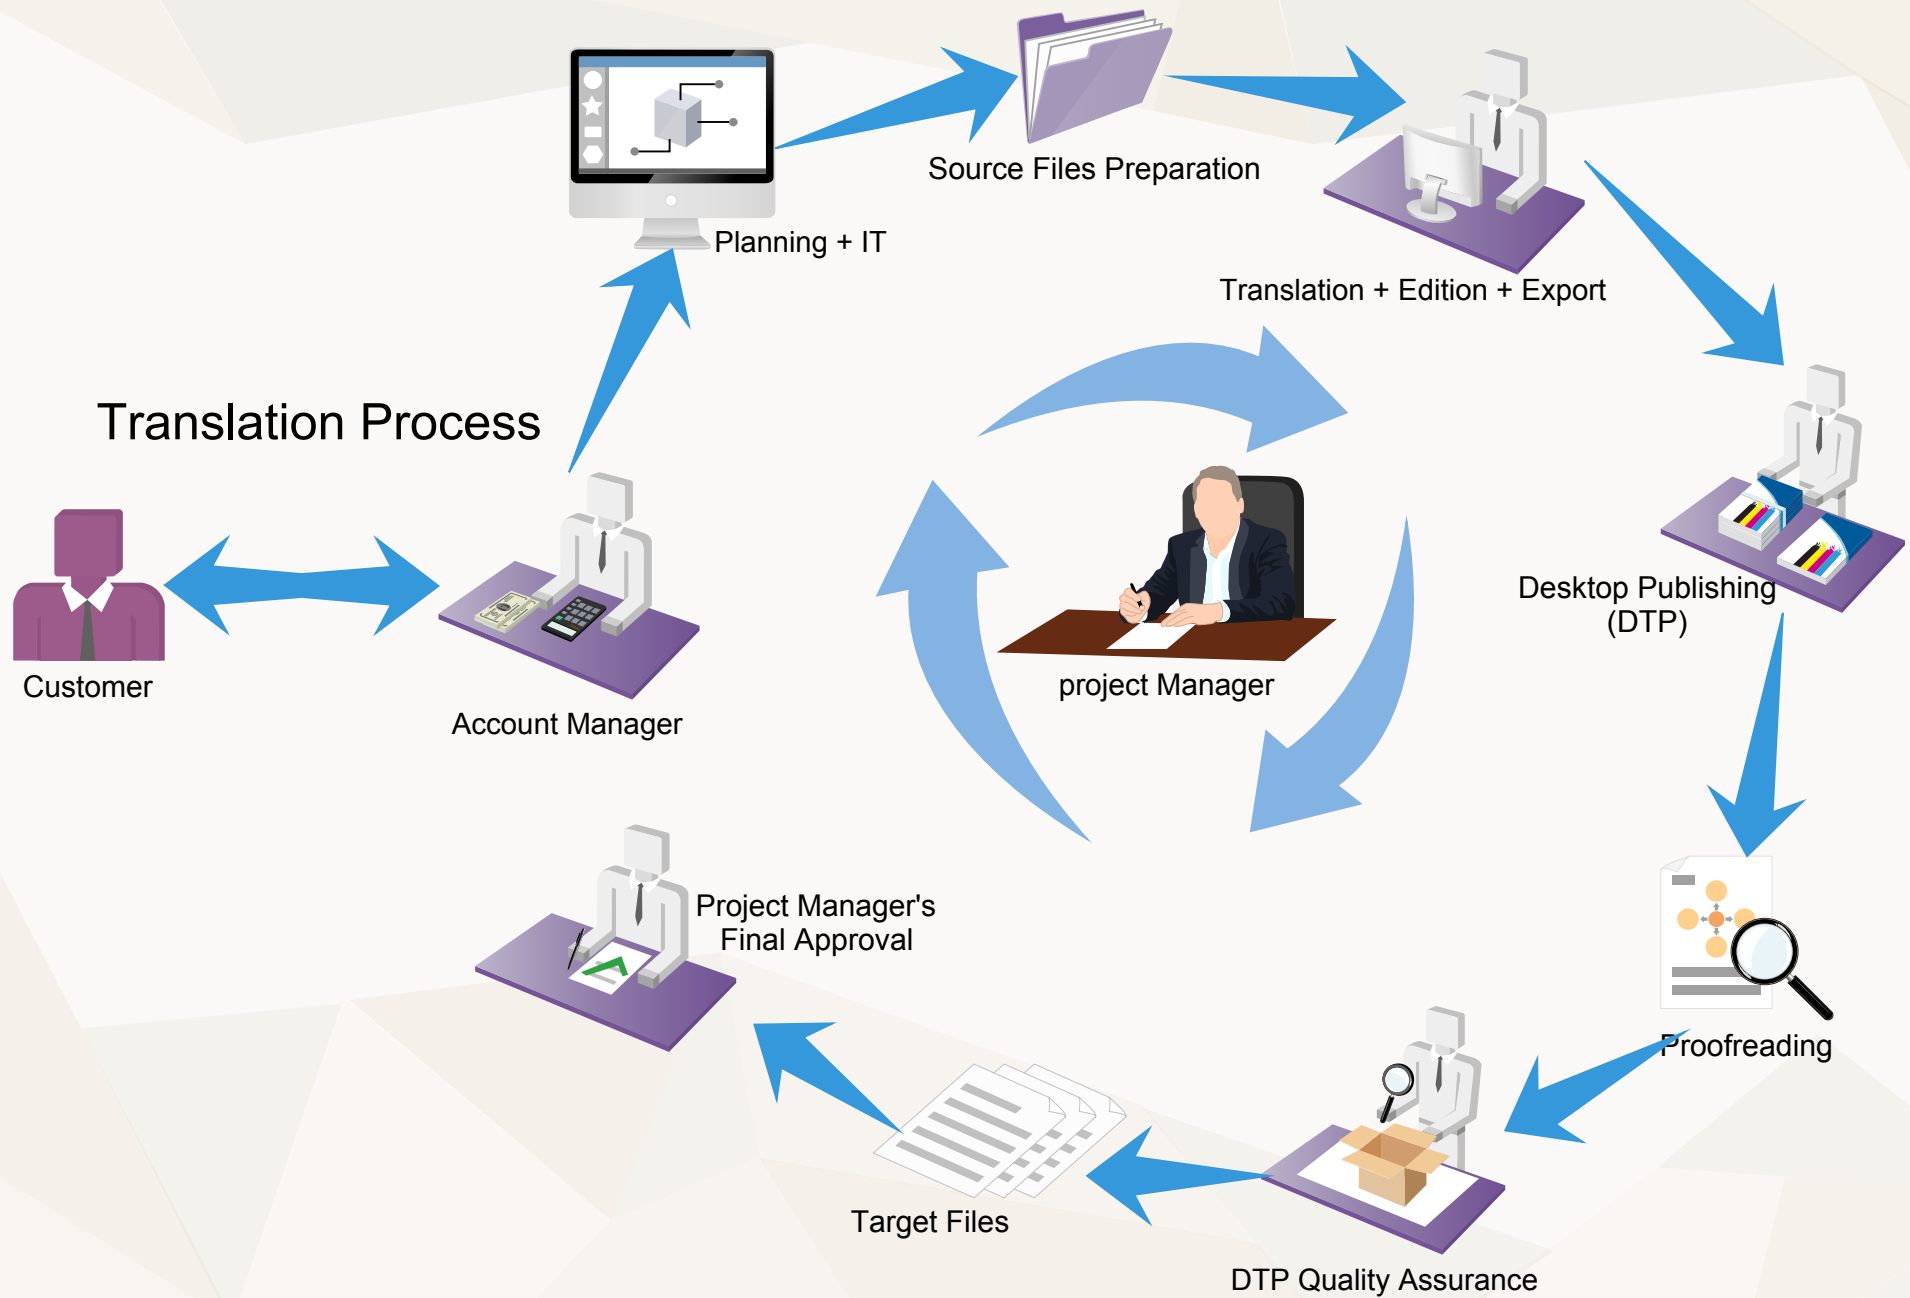 Translation Process
Customer
Account Manager
Planning + IT
Source Files Preparation
Translation + Edition + Export
Desktop Publishing
(DTP)
Proofreading
DTP Quality Assurance
Target Files
Project Manager's
Final Approval
project Manager